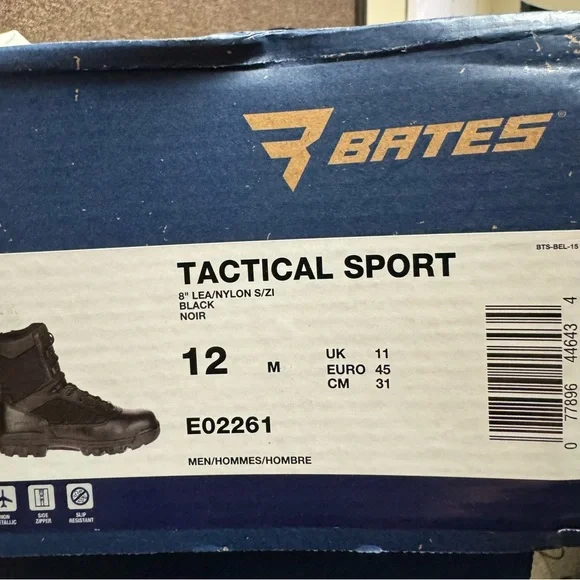 BATES®
BTS-BEL-15
TACTICAL SPORT
8" LEA/NYLON S/ZI
BLACK
NOIR
12 M
UK 11
EURO 45
CM 31
E02261
MEN/HOMMES/HOMBRE
0 77896 44643 4
SIDE ZIPPER
SLIP RESISTANT